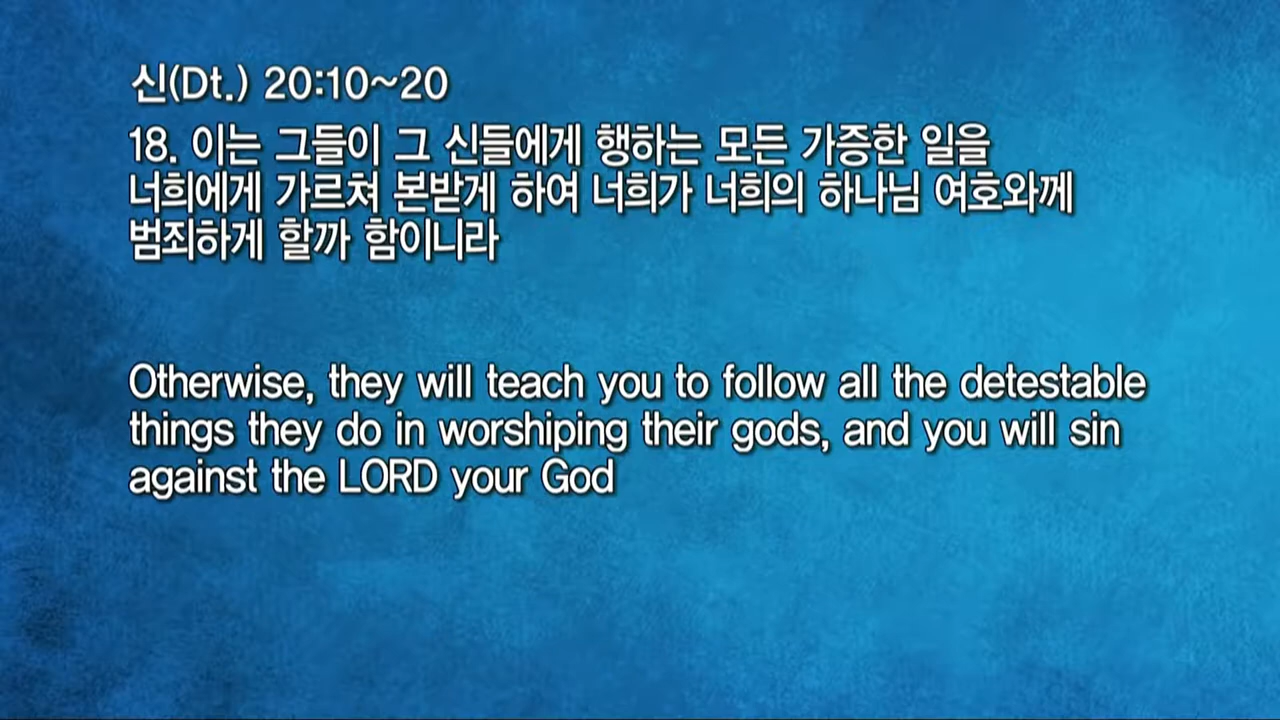 신(Dt.) 20:10~20
18. 이는 그들이 그 신들에게 행하는 모든 가증한 일을
너희에게 가르쳐 본받게 하여 너희가 너희의 하나님 여호와께
범죄하게 할까 함이니라
Otherwise, they will teach you to follow all the detestable
things they do in worshiping their gods, and you will sin
against the LORD your God